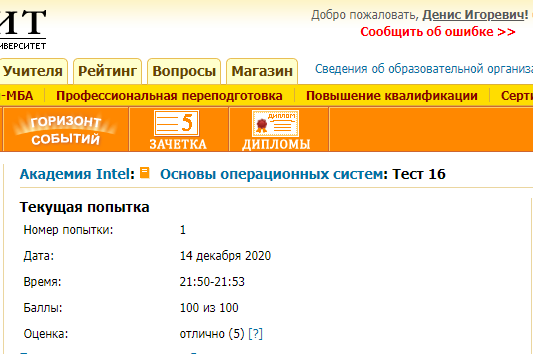 ИТ
ИВЕРСИТЕТ
Добро пожаловать, Денис Игоревич!
Сообщить об ошибке >>
Учителя Рейтинг Вопросы Магазин Сведения об образовательной организа
-МБА Профессиональная переподготовка Повышение квалификации Серти
ГОРИЗОНТ СОБЫТИЙ
5 ЗАЧЕТКА
ДИПЛОМ ДИПЛОМЫ
Академия Intel: Основы операционных систем: Тест 16
Текущая попытка
Номер попытки: 1
Дата: 14 декабря 2020
Время: 21:50-21:53
Баллы: 100 из 100
Оценка: отлично (5) [?]